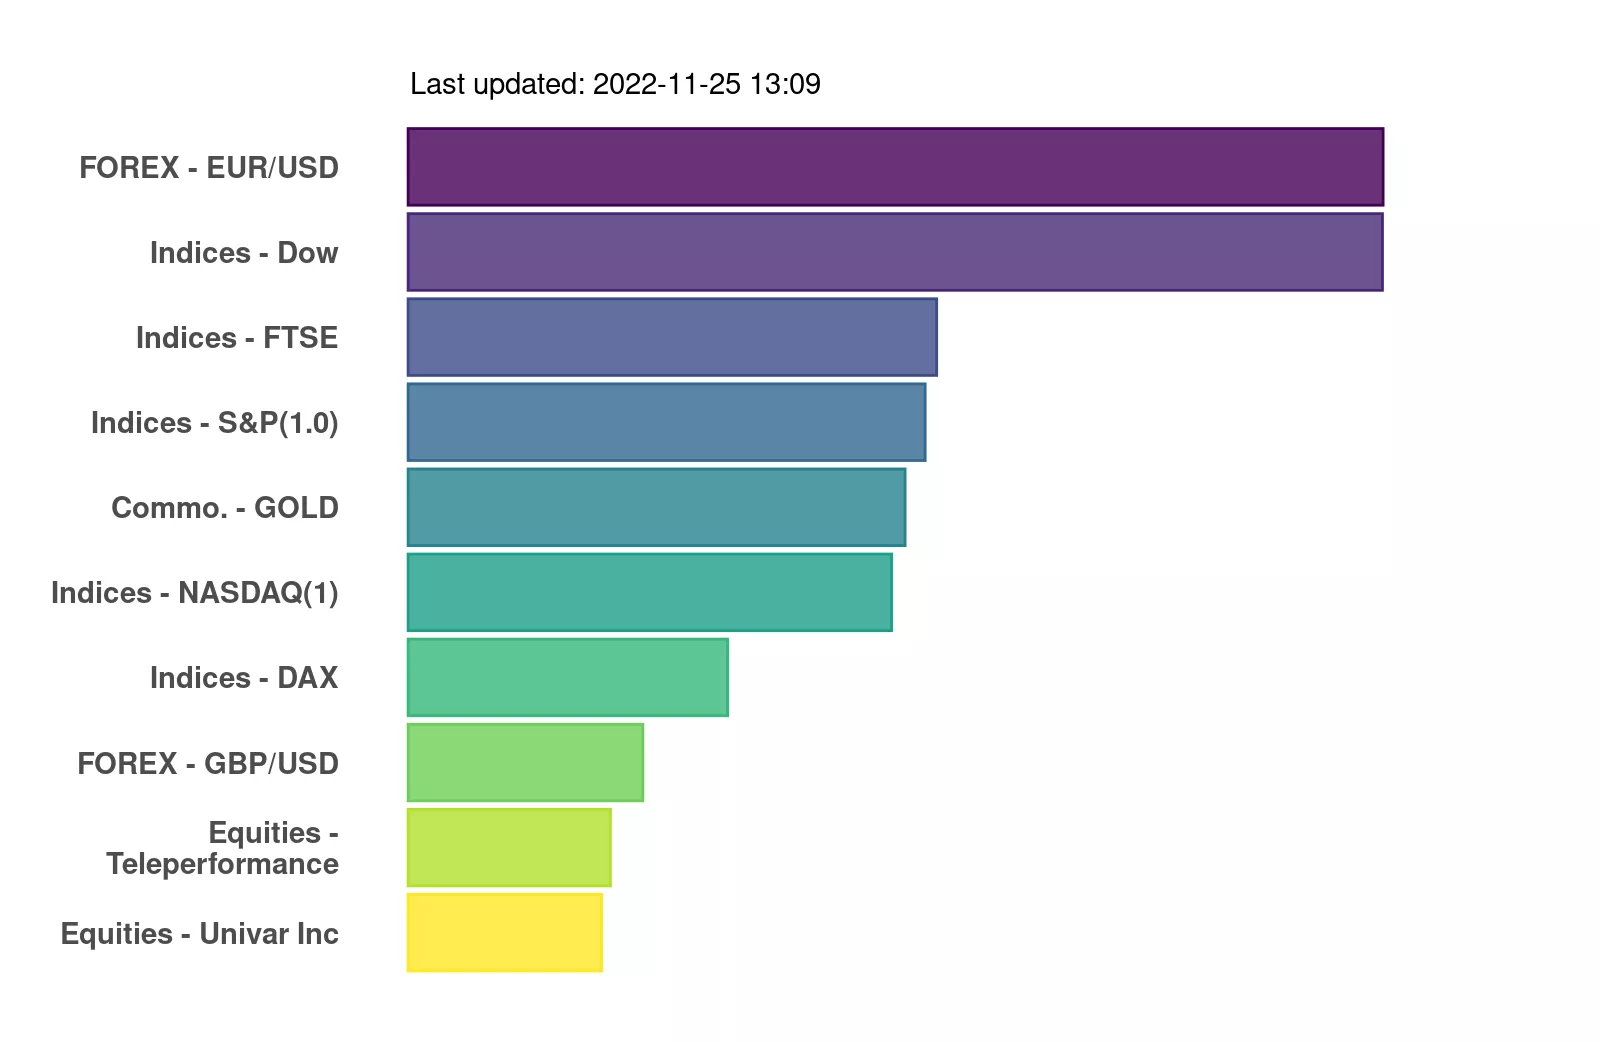 Last updated: 2022-11-25 13:09
FOREX - EUR/USD
Indices - Dow
Indices - FTSE
Indices - S&P(1.0)
Commo. - GOLD
Indices - NASDAQ(1)
Indices - DAX
FOREX - GBP/USD
Equities -
Teleperformance
Equities - Univar Inc